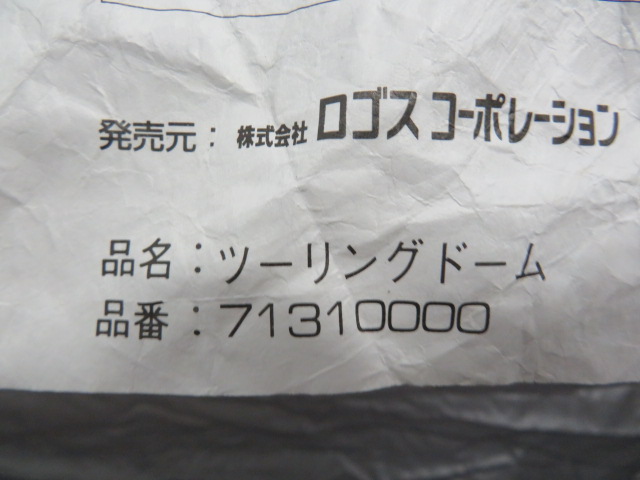 発売元：株式会社 ロゴス コーポレーション
品名：ツーリングドーム
品番：71310000